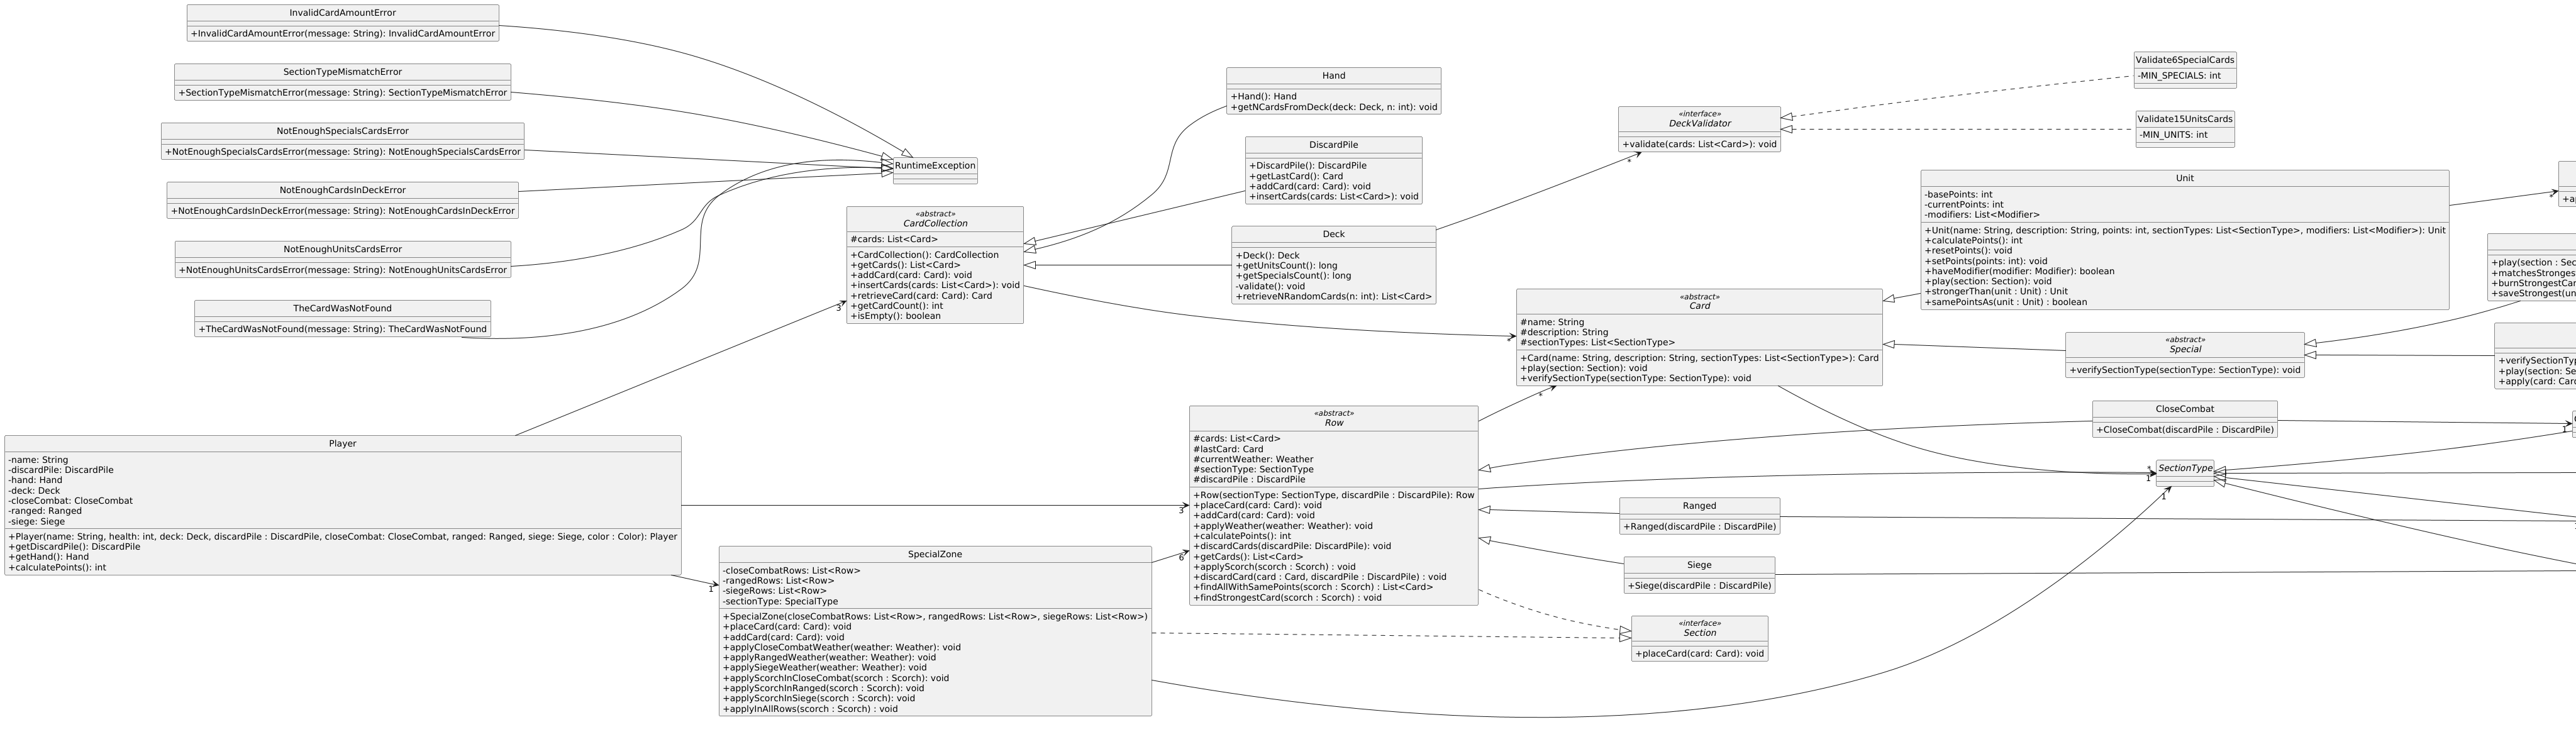 InvalidCardAmountError
+InvalidCardAmountError(message: String): InvalidCardAmountError
SectionTypeMismatchError
+SectionTypeMismatchError(message: String): SectionTypeMismatchError
NotEnoughSpecialsCardsError
+NotEnoughSpecialsCardsError(message: String): NotEnoughSpecialsCardsError
NotEnoughCardsInDeckError
+NotEnoughCardsInDeckError(message: String): NotEnoughCardsInDeckError
NotEnoughUnitsCardsError
+NotEnoughUnitsCardsError(message: String): NotEnoughUnitsCardsError
TheCardWasNotFound
+TheCardWasNotFound(message: String): TheCardWasNotFound
Player
-name: String
-discardPile: DiscardPile
-hand: Hand
-deck: Deck
-closeCombat: CloseCombat
-ranged: Ranged
-siege: Siege
+Player(name: String, health: int, deck: Deck, discardPile : DiscardPile, closeCombat: CloseCombat, ranged: Ranged, siege: Siege, color : Color): Player
+getDiscardPile(): DiscardPile
+getHand(): Hand
+calculatePoints(): int
RuntimeException
3
«abstract»
CardCollection
#cards: List<Card>
+CardCollection(): CardCollection
+getCards(): List<Card>
+addCard(card: Card): void
+insertCards(cards: List<Card>): void
+retrieveCard(card: Card): Card
+getCardCount(): int
+isEmpty(): boolean
1
SpecialZone
-closeCombatRows: List<Row>
-rangedRows: List<Row>
-siegeRows: List<Row>
-sectionType: SpecialType
+SpecialZone(closeCombatRows: List<Row>, rangedRows: List<Row>, siegeRows: List<Row>)
+placeCard(card: Card): void
+addCard(card: Card): void
+applyCloseCombatWeather(weather: Weather): void
+applyRangedWeather(weather: Weather): void
+applySiegeWeather(weather: Weather): void
+applyScorchInCloseCombat(scorch : Scorch): void
+applyScorchInRanged(scorch : Scorch): void
+applyScorchInSiege(scorch : Scorch): void
+applyInAllRows(scorch : Scorch) : void
Hand
+Hand(): Hand
+getNCardsFromDeck(deck: Deck, n: int): void
DiscardPile
+DiscardPile(): DiscardPile
+getLastCard(): Card
+addCard(card: Card): void
+insertCards(cards: List<Card>): void
Deck
+Deck(): Deck
+getUnitsCount(): long
+getSpecialsCount(): long
-validate(): void
+retrieveNRandomCards(n: int): List<Card>
3
6
«abstract»
Row
#cards: List<Card>
#lastCard: Card
#currentWeather: Weather
#sectionType: SectionType
#discardPile : DiscardPile
+Row(sectionType: SectionType, discardPile : DiscardPile): Row
+placeCard(card: Card): void
+addCard(card: Card): void
+applyWeather(weather: Weather): void
+calculatePoints(): int
+discardCards(discardPile: DiscardPile): void
+getCards(): List<Card>
+applyScorch(scorch : Scorch) : void
+discardCard(card : Card, discardPile : DiscardPile) : void
+findAllWithSamePoints(scorch : Scorch) : List<Card>
+findStrongestCard(scorch : Scorch) : void
«interface»
DeckValidator
+validate(cards: List<Card>): void
*
*
*
«abstract»
Card
#name: String
#description: String
#sectionTypes: List<SectionType>
+Card(name: String, description: String, sectionTypes: List<SectionType>): Card
+play(section: Section): void
+verifySectionType(sectionType: SectionType): void
Ranged
+Ranged(discardPile : DiscardPile)
Siege
+Siege(discardPile : DiscardPile)
«interface»
Section
+placeCard(card: Card): void
Validate6SpecialCards
-MIN_SPECIALS: int
Validate15UnitsCards
-MIN_UNITS: int
Unit
-basePoints: int
-currentPoints: int
-modifiers: List<Modifier>
+Unit(name: String, description: String, points: int, sectionTypes: List<SectionType>, modifiers: List<Modifier>): Unit
+calculatePoints(): int
+resetPoints(): void
+setPoints(points: int): void
+haveModifier(modifier: Modifier): boolean
+play(section: Section): void
+strongerThan(unit : Unit) : Unit
+samePointsAs(unit : Unit) : boolean
«abstract»
Special
+verifySectionType(sectionType: SectionType): void
CloseCombat
+CloseCombat(discardPile : DiscardPile)
*
1
1
SectionType
*
+ap
+play(section : Sec
+matchesStronges
+burnStrongestCar
+saveStrongest(un
+verifySectionTyp
+play(section: Se
+apply(card: Card
1